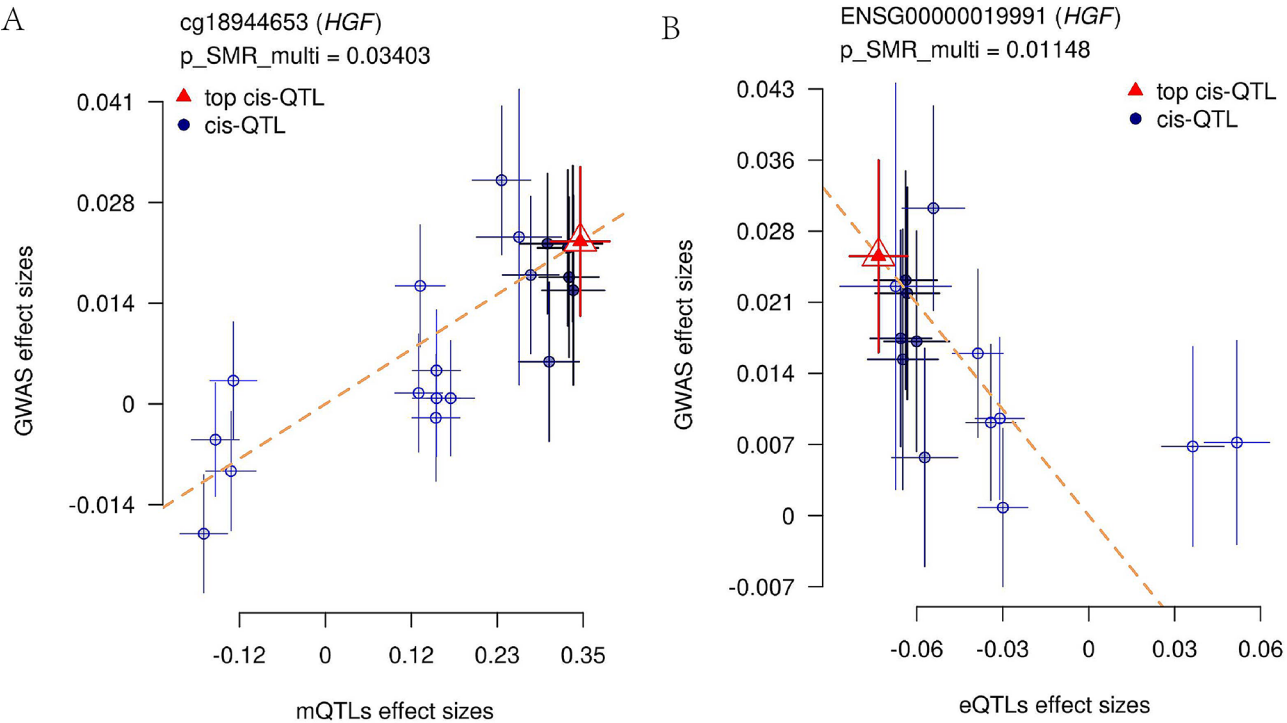 A
cg18944653 (HGF)
p_SMR_multi = 0.03403
top cis-QTL
cis-QTL
0.041
0.028
0.014
0
-0.014
GWAS effect sizes
-0.12 0 0.12 0.23 0.35
mQTLs effect sizes
B
ENSG00000019991 (HGF)
p_SMR_multi = 0.01148
top cis-QTL
cis-QTL
0.043
0.036
0.028
0.021
0.014
0.007
0
-0.007
GWAS effect sizes
-0.06 -0.03 0 0.03 0.06
eQTLs effect sizes